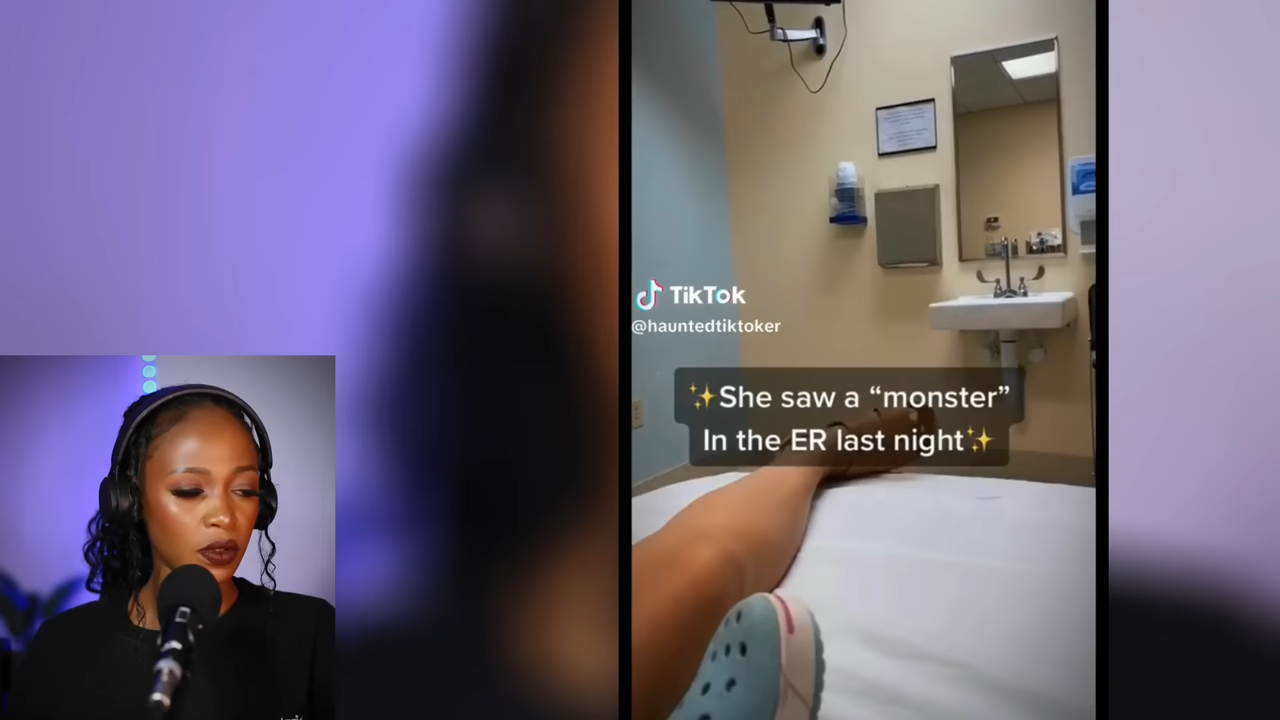 TikTok
@hauntedtiktoker
✨She saw a “monster”
In the ER last night✨